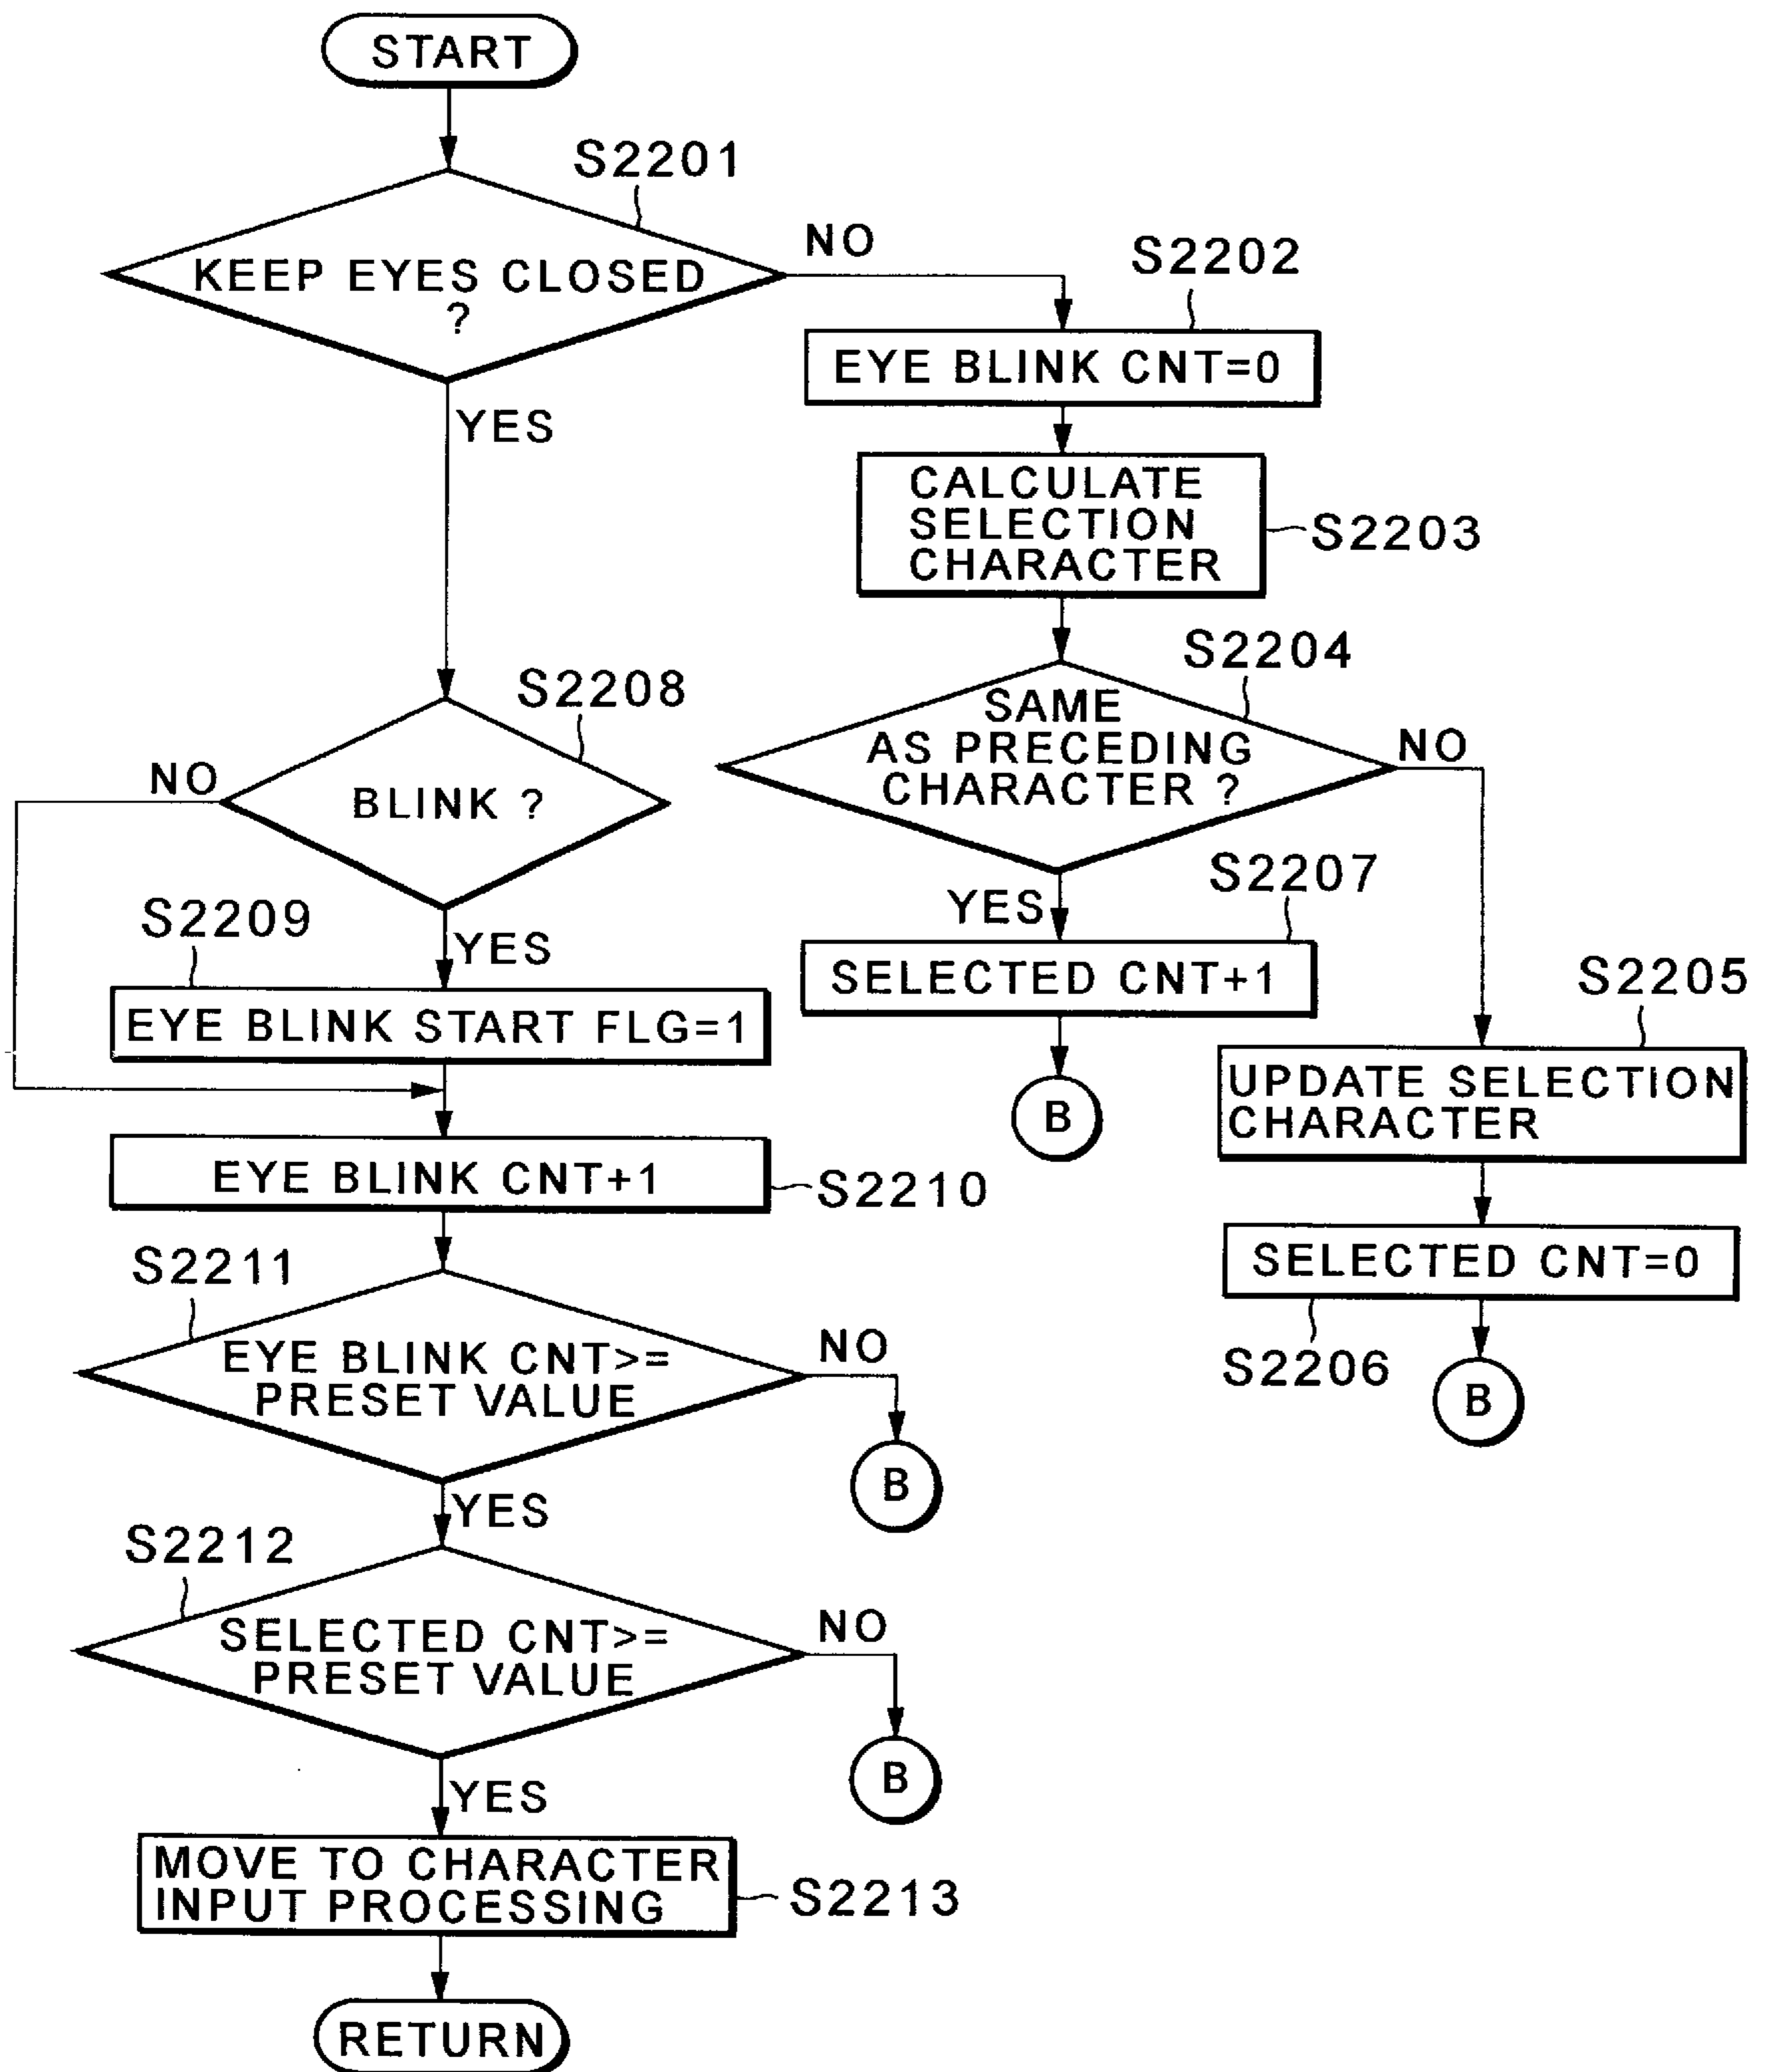 START
S2201
KEEP EYES CLOSED
?
NO
YES
S2202
EYE BLINK CNT=0
CALCULATE
SELECTION
CHARACTER
S2203
S2204
SAME
AS PRECEDING
CHARACTER ?
NO
YES
S2207
SELECTED CNT+1
B
S2205
UPDATE SELECTION
CHARACTER
SELECTED CNT=0
S2206
B
S2208
BLINK ?
NO
YES
S2209
EYE BLINK START FLG=1
EYE BLINK CNT+1
S2210
S2211
EYE BLINK CNT>=
PRESET VALUE
NO
B
YES
S2212
SELECTED CNT>=
PRESET VALUE
NO
B
YES
MOVE TO CHARACTER
INPUT PROCESSING
S2213
RETURN